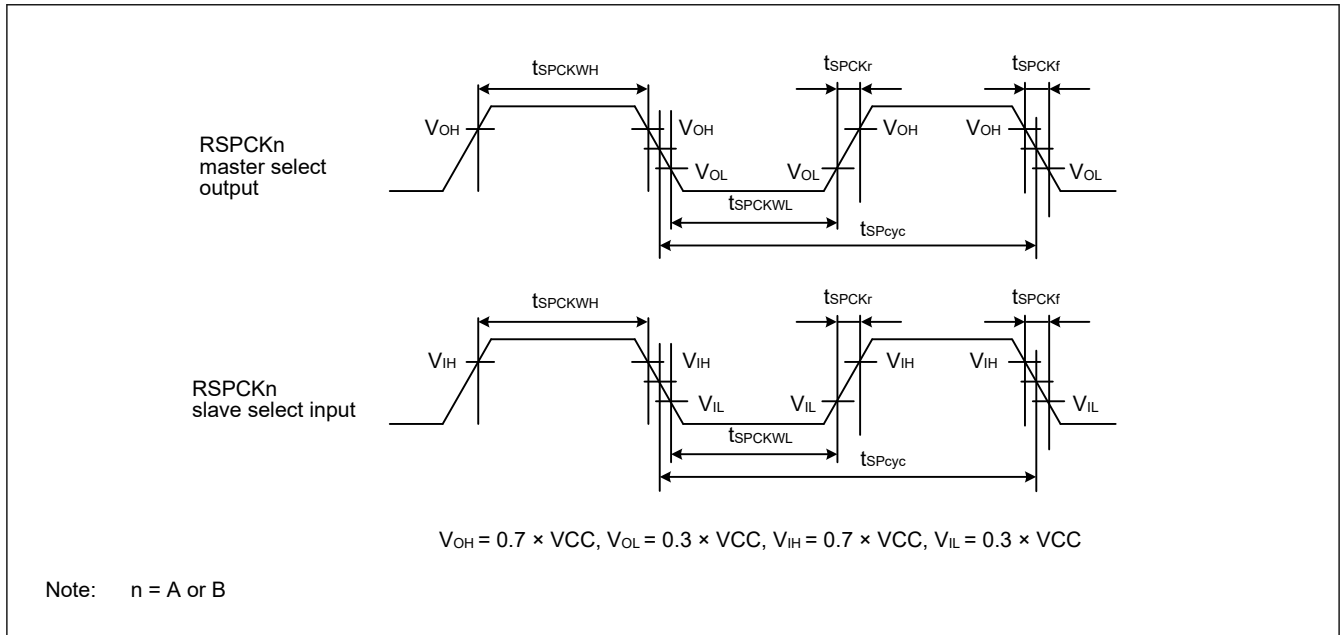 tSPCKWH tSPCKr tSPCKf
VOH VOH VOH VOH
RSPCKn
master select
output
VOL VOL VOL
tSPCKWL
tSPcyc
tSPCKWH tSPCKr tSPCKf
VIH VIH VIH VIH
RSPCKn
slave select input
VIL VIL VIL
tSPCKWL
tSPcyc
VOH = 0.7 × VCC, VOL = 0.3 × VCC, VIH = 0.7 × VCC, VIL = 0.3 × VCC
Note: n = A or B